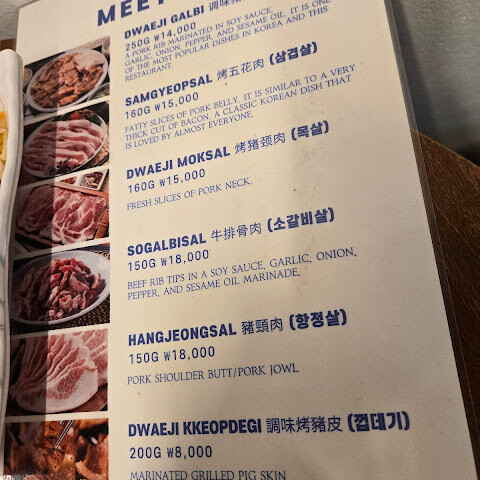 MEET
DWAEJI GALBI 調味豬
250G ₩14,000
A PORK RIB MARINATED IN SOY SAUCE,
GARLIC, ONION, PEPPER, AND SESAME OIL. IT IS ONE
OF THE MOST POPULAR DISHES IN KOREA AND THIS
RESTAURANT.
SAMGYEOPSAL 烤五花肉 (삼겹살)
160G ₩15,000
FATTY SLICES OF PORK BELLY. IT IS SIMILAR TO A VERY
THICK CUT OF BACON. A CLASSIC KOREAN DISH THAT
IS LOVED BY ALMOST EVERYONE.
DWAEJI MOKSAL 烤猪颈肉 (목살)
160G ₩15,000
FRESH SLICES OF PORK NECK.
SOGALBISAL 牛排骨肉 (소갈비살)
150G ₩18,000
BEEF RIB TIPS IN A SOY SAUCE, GARLIC, ONION,
PEPPER, AND SESAME OIL MARINADE.
HANGJEONGSAL 豬頸肉 (항정살)
150G ₩18,000
PORK SHOULDER BUTT/PORK JOWL
DWAEJI KKEOPDEGI 調味烤豬皮 (껍데기)
200G ₩8,000
MARINATED GRILLED PIG SKIN